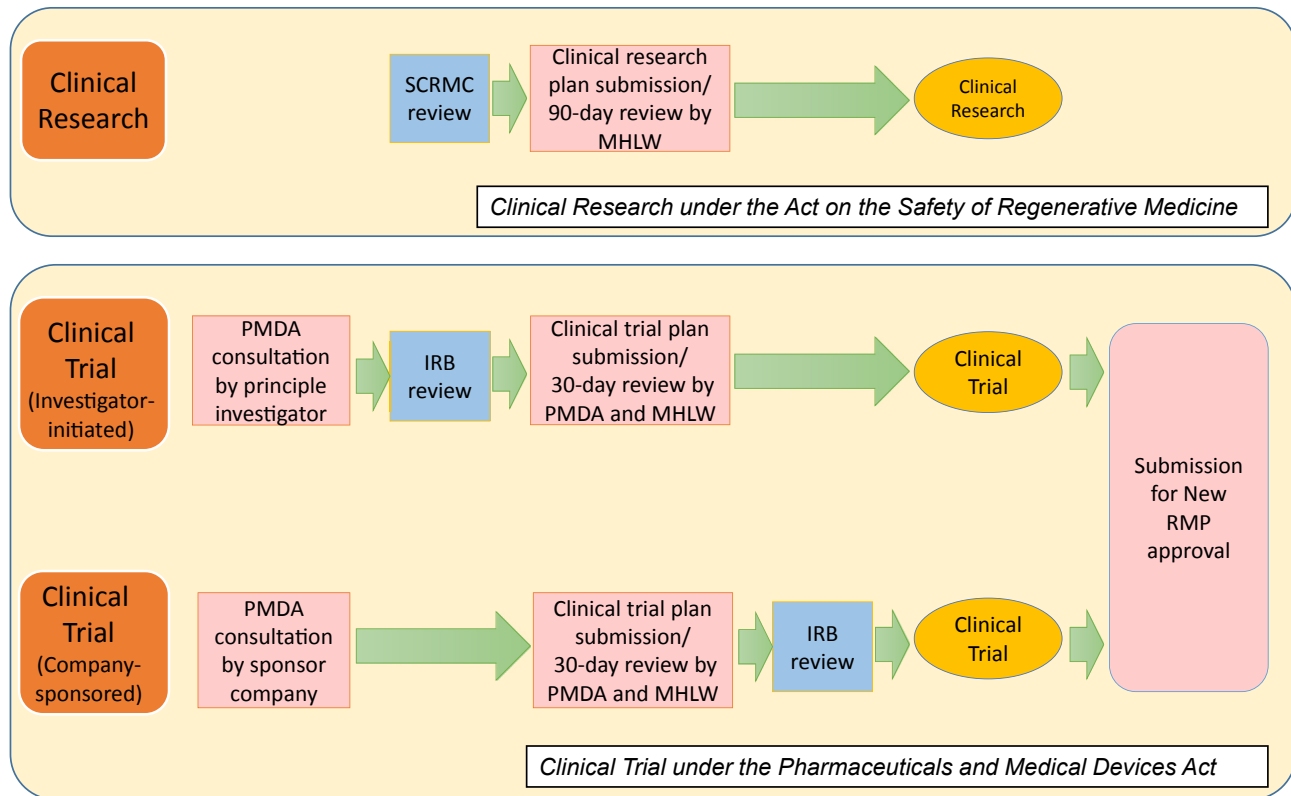 Clinical
Research
SCRMC
review
Clinical research
plan submission/
90-day review by
MHLW
Clinical
Research
Clinical Research under the Act on the Safety of Regenerative Medicine
Clinical
Trial
(Investigator-
initiated)
PMDA
consultation
by principle
investigator
IRB
review
Clinical trial plan
submission/
30-day review by
PMDA and MHLW
Clinical
Trial
Submission
for New
RMP
approval
Clinical
Trial
(Company-
sponsored)
PMDA
consultation
by sponsor
company
Clinical trial plan
submission/
30-day review by
PMDA and MHLW
IRB
review
Clinical
Trial
Clinical Trial under the Pharmaceuticals and Medical Devices Act